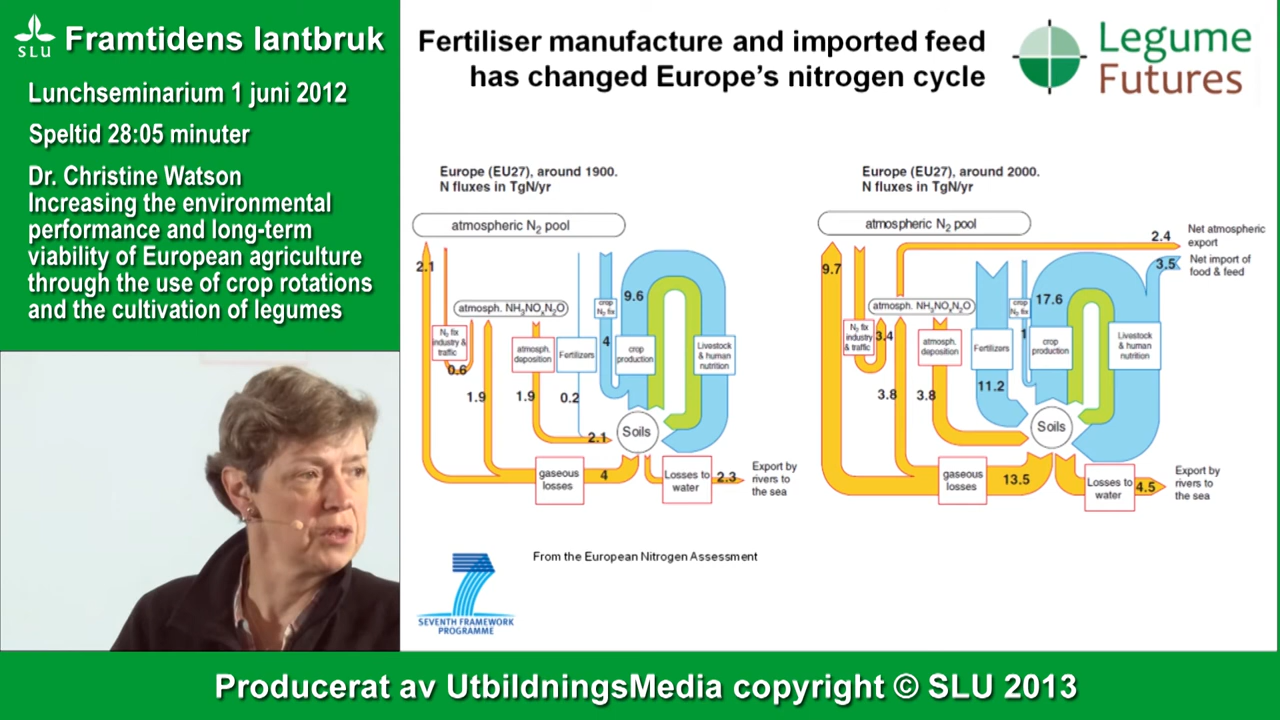 SLU
Framtidens lantbruk
Lunchseminarium 1 juni 2012
Speltid 28:05 minuter
Dr. Christine Watson
Increasing the environmental
performance and long-term
viability of European agriculture
through the use of crop rotations
and the cultivation of legumes
Fertiliser manufacture and imported feed
has changed Europe's nitrogen cycle
Legume
Futures
Europe (EU27), around 1900.
N fluxes in TgN/yr
atmospheric N₂ pool
2.1
atmosph. NH₃NOₓN₂O
N₂ fix
industry &
traffic
0.6
1.9
atmosph.
deposition
1.9
Fertilizers
0.2
2.1
crop
N₂ fix
4
9.6
crop
production
Livestock
& human
nutrition
Soils
gaseous
losses
4
Losses to
water
2.3
Export by
rivers to
the sea
Europe (EU27), around 2000.
N fluxes in TgN/yr
atmospheric N₂ pool
2.4
Net atmospheric
export
3.5
Net import of
food & feed
9.7
atmosph. NH₃NOₓN₂O
N₂ fix
industry
& traffic
3.4
3.8
atmosph.
deposition
3.8
Fertilizers
11.2
crop
N₂ fix
1
17.6
crop
production
Livestock
& human
nutrition
Soils
gaseous
losses
13.5
Losses to
water
4.5
Export by
rivers to
the sea
From the European Nitrogen Assessment
SEVENTH FRAMEWORK
PROGRAMME
Producerat av UtbildningsMedia copyright © SLU 2013